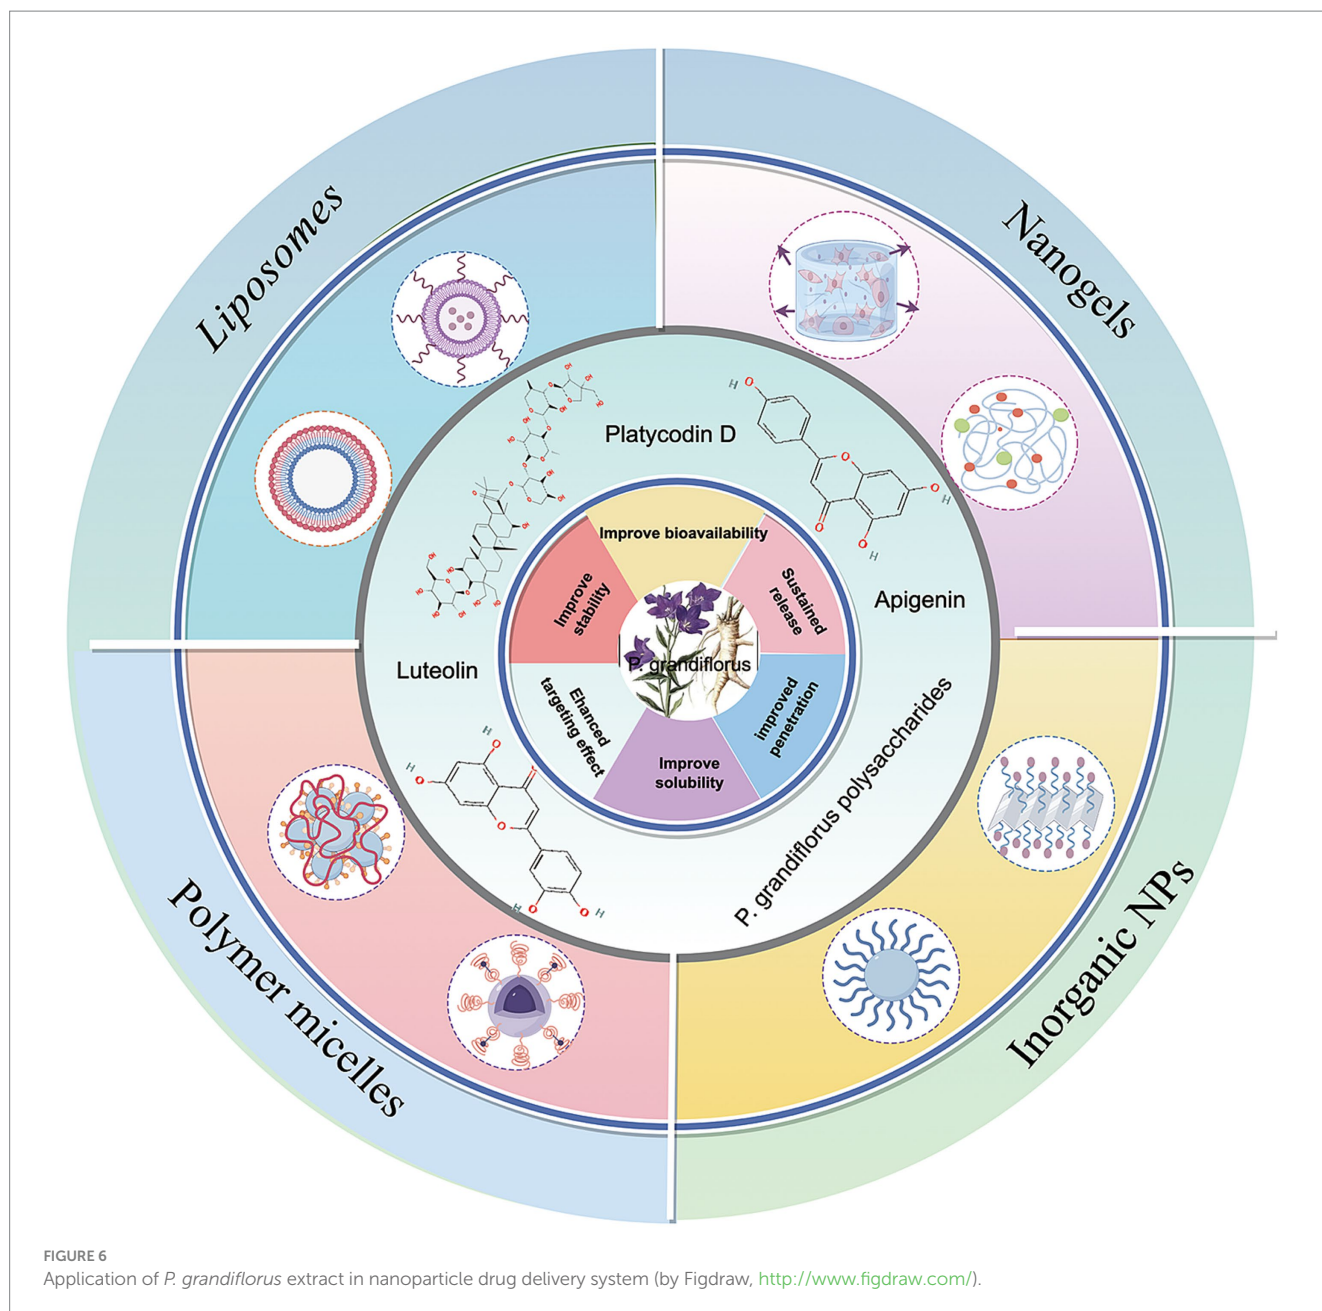 Liposomes
Nanogels
Platycodin D
Apigenin
Luteolin
P. grandiflorus polysaccharides
Improve bioavailability
Improve
stability
Sustained
release
P. grandiflorus
Ehanced
targeting effect
improved
penetration
Improve
solubility
Polymer micelles
Inorganic NPs
FIGURE 6
Application of P. grandiflorus extract in nanoparticle drug delivery system (by Figdraw, http://www.figdraw.com/).